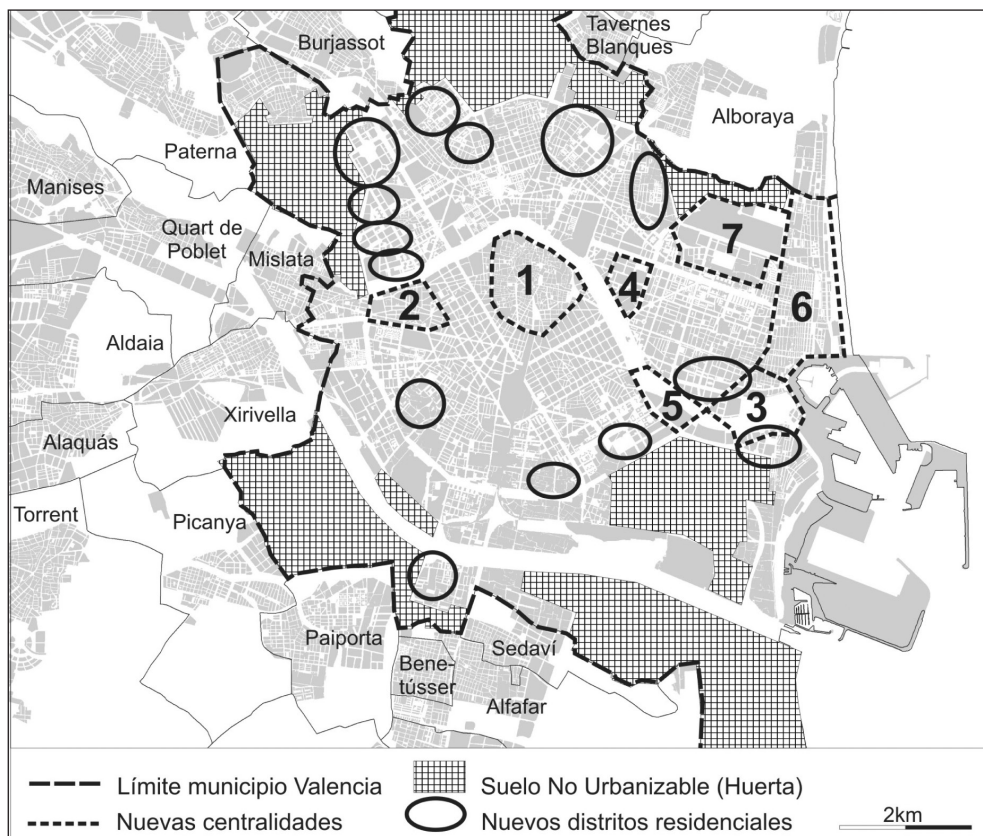 Burjassot
Tavernes
Blanques
Alboraya
Paterna
Manises
Quart de
Poblet
Mislata
7
1
4
2
6
Aldaia
5
3
Xirivella
Alaquás
Torrent
Picanya
Paiporta
Sedaví
Bene-
tússer
Alfafar
Límite municipio Valencia
Suelo No Urbanizable (Huerta)
Nuevas centralidades
Nuevos distritos residenciales
2km